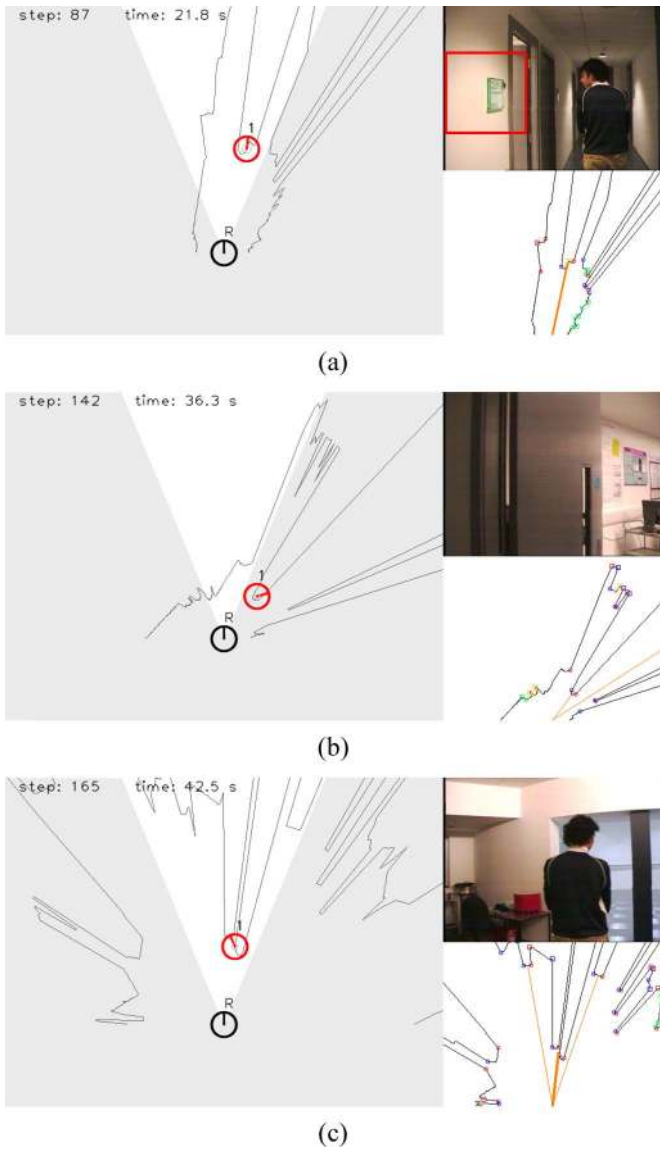 step: 87 time: 21.8 s
1
R
(a)
step: 142 time: 36.3 s
1
R
(b)
step: 165 time: 42.5 s
1
R
(c)